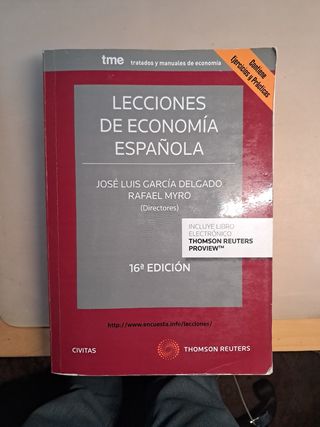 tme tratados y manuales de economía
Contiene
Ejercicios y Prácticas
LECCIONES
DE ECONOMÍA
ESPAÑOLA
JOSÉ LUIS GARCÍA DELGADO
RAFAEL MYRO
(Directores)
INCLUYE LIBRO
ELECTRÓNICO
THOMSON REUTERS
PROVIEW™
16ª EDICIÓN
http://www.encuesta.info/lecciones/
CIVITAS
THOMSON REUTERS